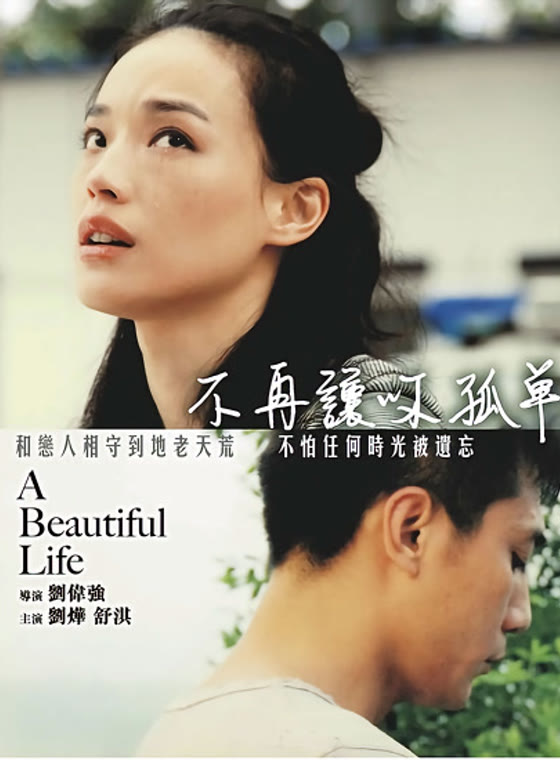 不再讓你孤單
和戀人相守到地老天荒 不怕任何時光被遺忘
A
Beautiful
Life
導演 劉偉強
主演 劉燁 舒淇